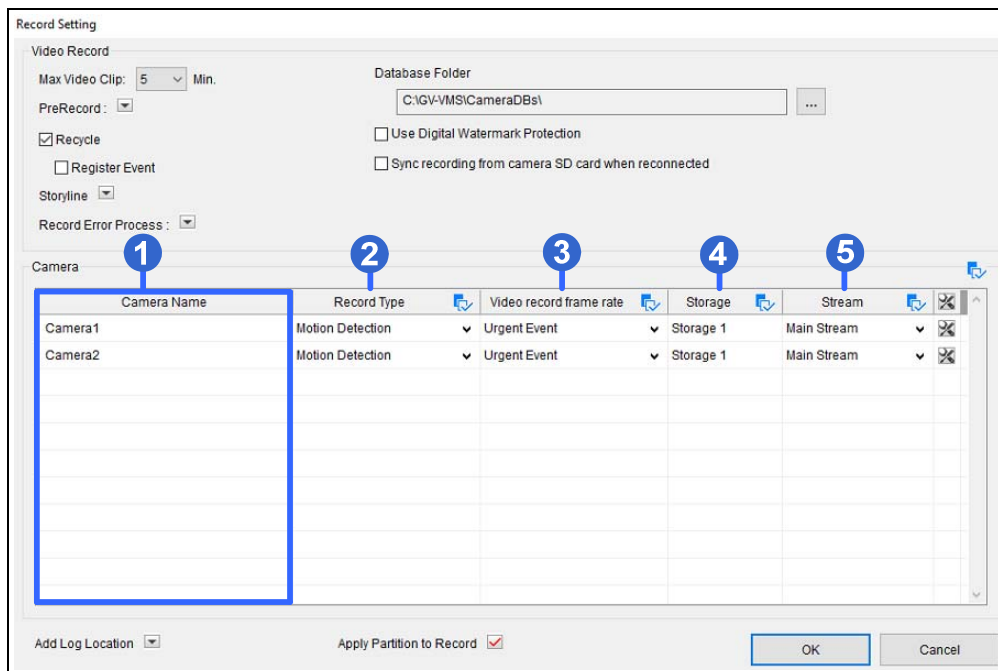 Record Setting
Video Record
Max Video Clip: 5 Min.
PreRecord :
Recycle
Register Event
Storyline
Record Error Process :
Database Folder
C:\GV-VMS\CameraDBs\
...
Use Digital Watermark Protection
Sync recording from camera SD card when reconnected
1 2 3 4 5
Camera
Camera Name Record Type Video record frame rate Storage Stream
Camera1 Motion Detection Urgent Event Storage 1 Main Stream
Camera2 Motion Detection Urgent Event Storage 1 Main Stream
Add Log Location Apply Partition to Record OK Cancel